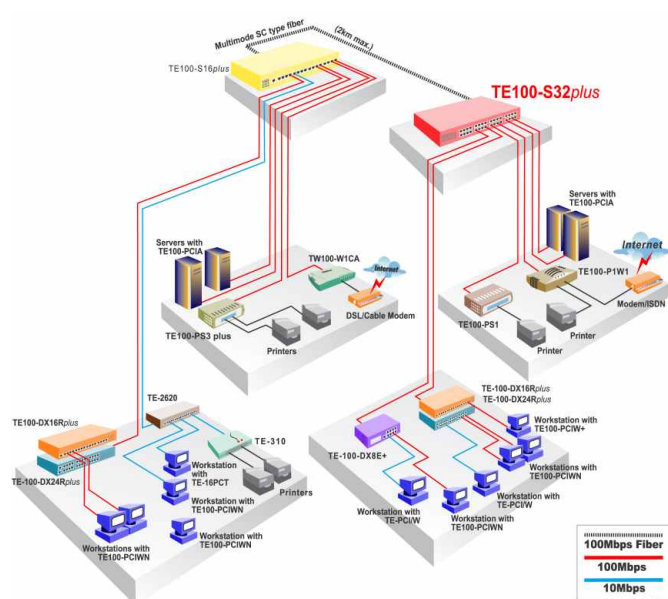 Multimode SC type fiber
(2km max.)
TE100-S16plus
TE100-S32plus
Servers with
TE100-PCIA
Servers with
TE100-PCIA
TW100-W1CA
Internet
DSL/Cable Modem
TE100-PS3 plus
Printers
Internet
TE100-P1W1
Modem/ISDN
TE100-PS1
Printer
Printer
TE-2620
TE100-DX16Rplus
TE-100-DX24Rplus
TE-310
Workstation
with
TE-16PCT
Printers
Workstation with
TE100-PCIWN
Workstations with
TE100-PCIWN
Workstation with
TE100-PCIWN
TE-100-DX16Rplus
TE-100-DX24Rplus
Workstation with
TE100-PCIW+
TE-100-DX8E+
Workstations with
TE100-PCIWN
Workstation with
TE-PCI/W
Workstation with
TE-PCI/W
Workstation with
TE100-PCIWN
100Mbps Fiber
100Mbps
10Mbps